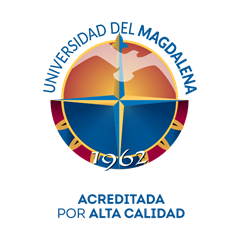 UNIVERSIDAD DEL MAGDALENA
1962
ACREDITADA
POR ALTA CALIDAD